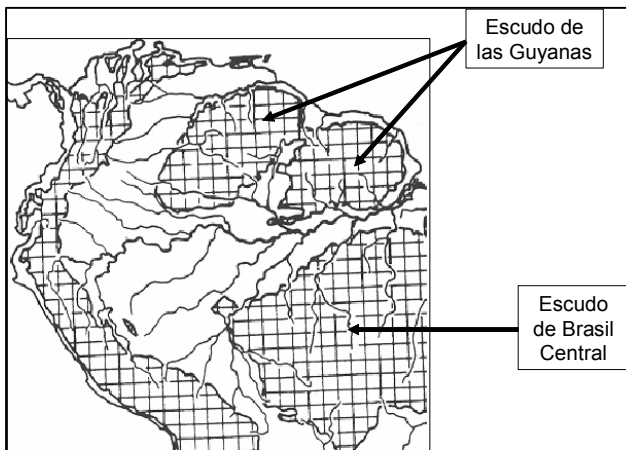 Escudo de
las Guyanas
Escudo
de Brasil
Central